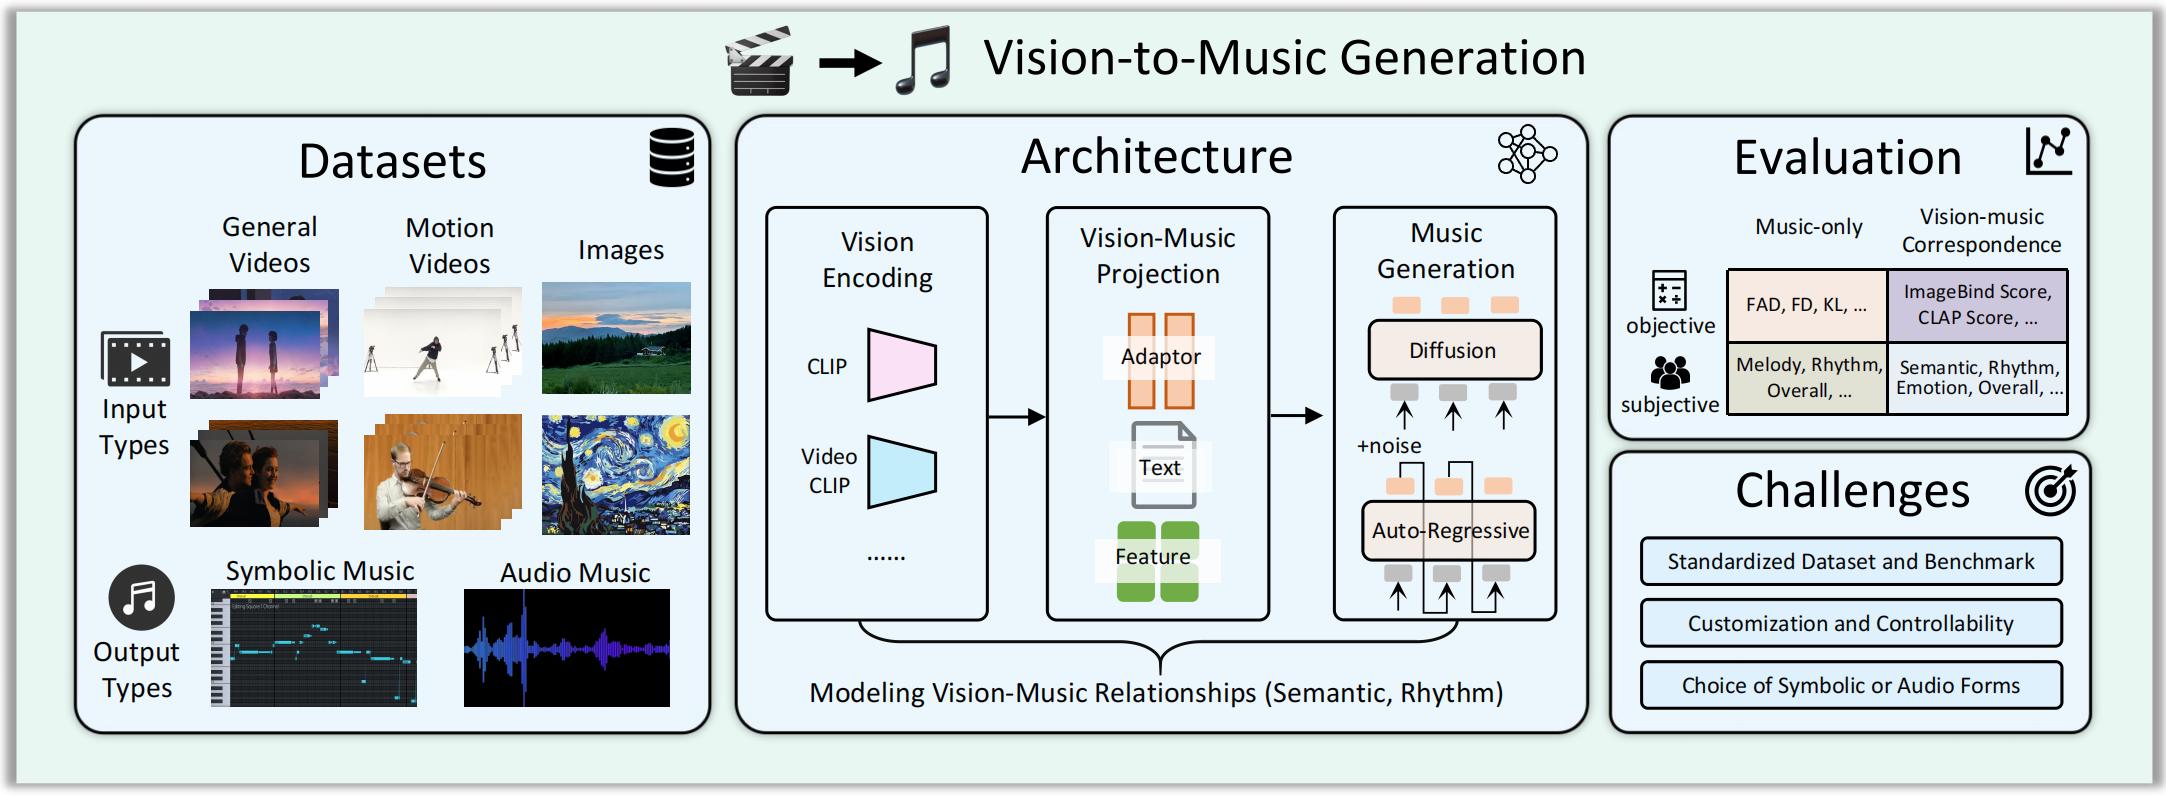 Vision-to-Music Generation
Datasets
General
Videos
Motion
Videos
Images
Input
Types
Symbolic Music
Audio Music
Output
Types
Architecture
Vision
Encoding
CLIP
Video
CLIP
......
Vision-Music
Projection
Adaptor
Text
Feature
Music
Generation
Diffusion
+noise
Auto-Regressive
Modeling Vision-Music Relationships (Semantic, Rhythm)
Evaluation
Music-only
Vision-music
Correspondence
objective
FAD, FD, KL, ...
ImageBind Score,
CLAP Score, ...
subjective
Melody, Rhythm,
Overall, ...
Semantic, Rhythm,
Emotion, Overall, ...
Challenges
Standardized Dataset and Benchmark
Customization and Controllability
Choice of Symbolic or Audio Forms